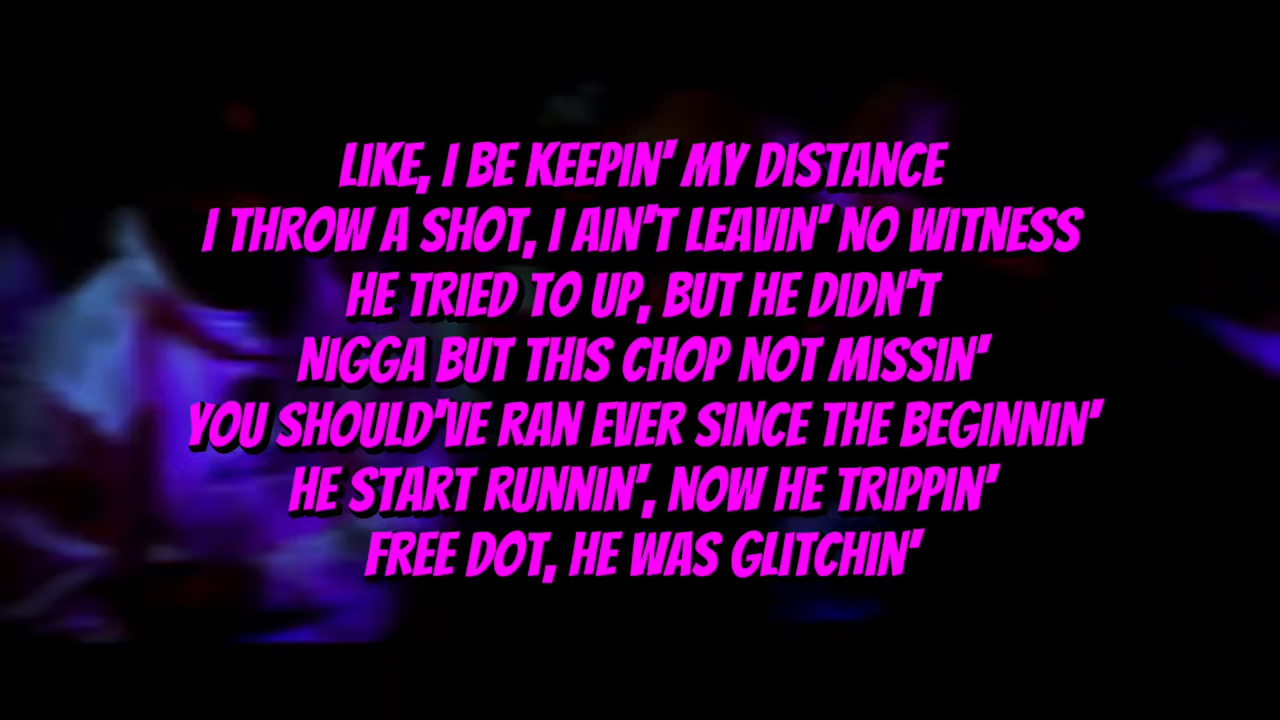 LIKE, I BE KEEPIN' MY DISTANCE
I THROW A SHOT, I AIN'T LEAVIN' NO WITNESS
HE TRIED TO UP, BUT HE DIDN'T
NIGGA BUT THIS CHOP NOT MISSIN'
YOU SHOULD'VE RAN EVER SINCE THE BEGINNIN'
HE START RUNNIN', NOW HE TRIPPIN'
FREE DOT, HE WAS GLITCHIN'